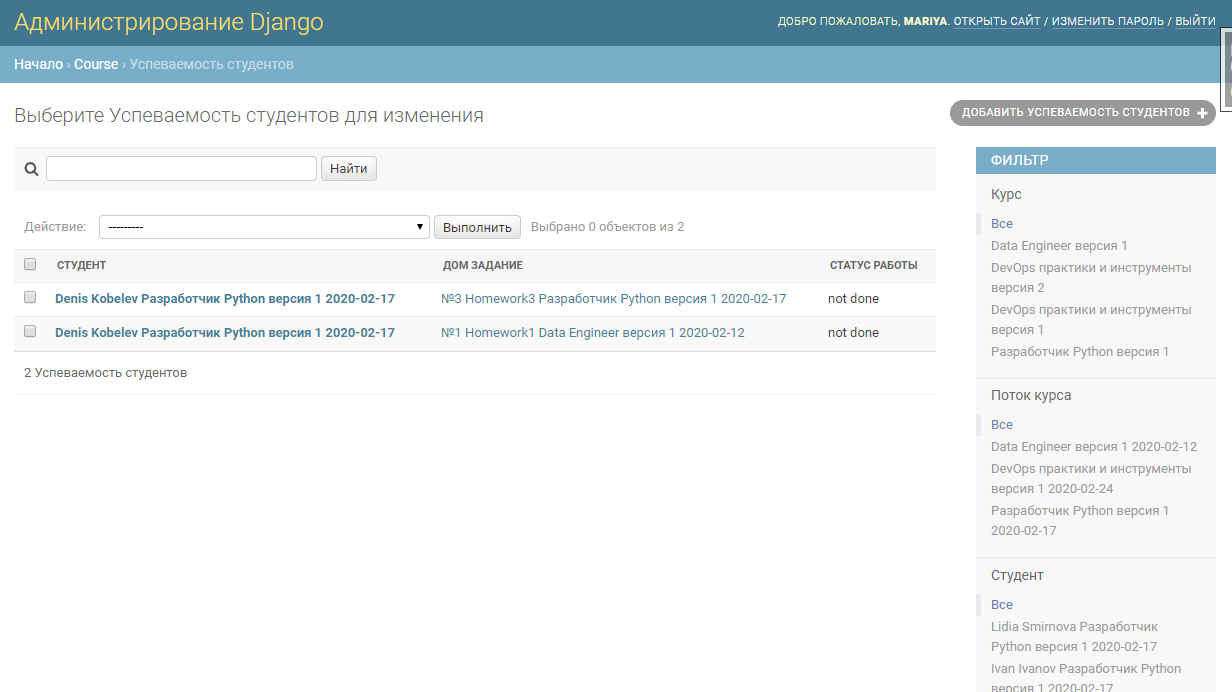 Администрирование Django
ДОБРО ПОЖАЛОВАТЬ, MARIYA. ОТКРЫТЬ САЙТ / ИЗМЕНИТЬ ПАРОЛЬ / ВЫЙТИ
Начало › Course › Успеваемость студентов
Выберите Успеваемость студентов для изменения
ДОБАВИТЬ УСПЕВАЕМОСТЬ СТУДЕНТОВ +
Найти
Действие: --------- Выполнить Выбрано 0 объектов из 2
СТУДЕНТ ДОМ ЗАДАНИЕ СТАТУС РАБОТЫ
Denis Kobelev Разработчик Python версия 1 2020-02-17 №3 Homework3 Разработчик Python версия 1 2020-02-17 not done
Denis Kobelev Разработчик Python версия 1 2020-02-17 №1 Homework1 Data Engineer версия 1 2020-02-12 not done
2 Успеваемость студентов
ФИЛЬТР
Курс
Все
Data Engineer версия 1
DevOps практики и инструменты
версия 2
DevOps практики и инструменты
версия 1
Разработчик Python версия 1
Поток курса
Все
Data Engineer версия 1 2020-02-12
DevOps практики и инструменты
версия 1 2020-02-24
Разработчик Python версия 1
2020-02-17
Студент
Все
Lidia Smirnova Разработчик
Python версия 1 2020-02-17
Ivan Ivanov Разработчик Python
версия 1 2020-02-17